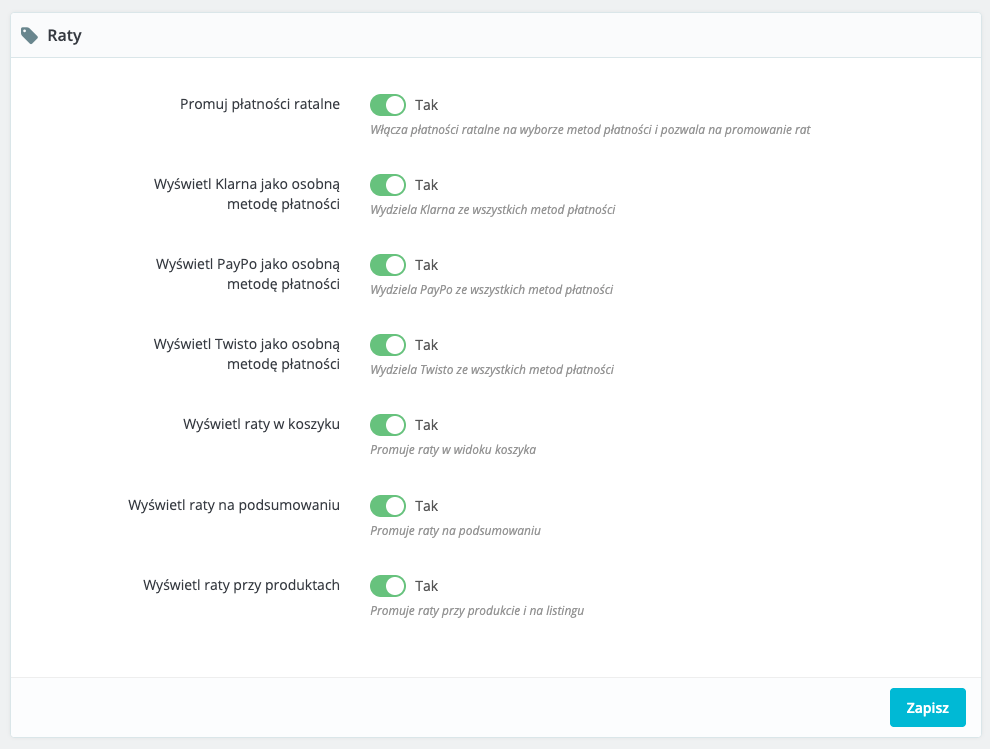 Raty
Promuj płatności ratalne
Tak
Włącza płatności ratalne na wyborze metod płatności i pozwala na promowanie rat
Wyświetl Klarna jako osobną
metodę płatności
Tak
Wydziela Klarna ze wszystkich metod płatności
Wyświetl PayPo jako osobną
metodę płatności
Tak
Wydziela PayPo ze wszystkich metod płatności
Wyświetl Twisto jako osobną
metodę płatności
Tak
Wydziela Twisto ze wszystkich metod płatności
Wyświetl raty w koszyku
Tak
Promuje raty w widoku koszyka
Wyświetl raty na podsumowaniu
Tak
Promuje raty na podsumowaniu
Wyświetl raty przy produktach
Tak
Promuje raty przy produkcie i na listingu
Zapisz